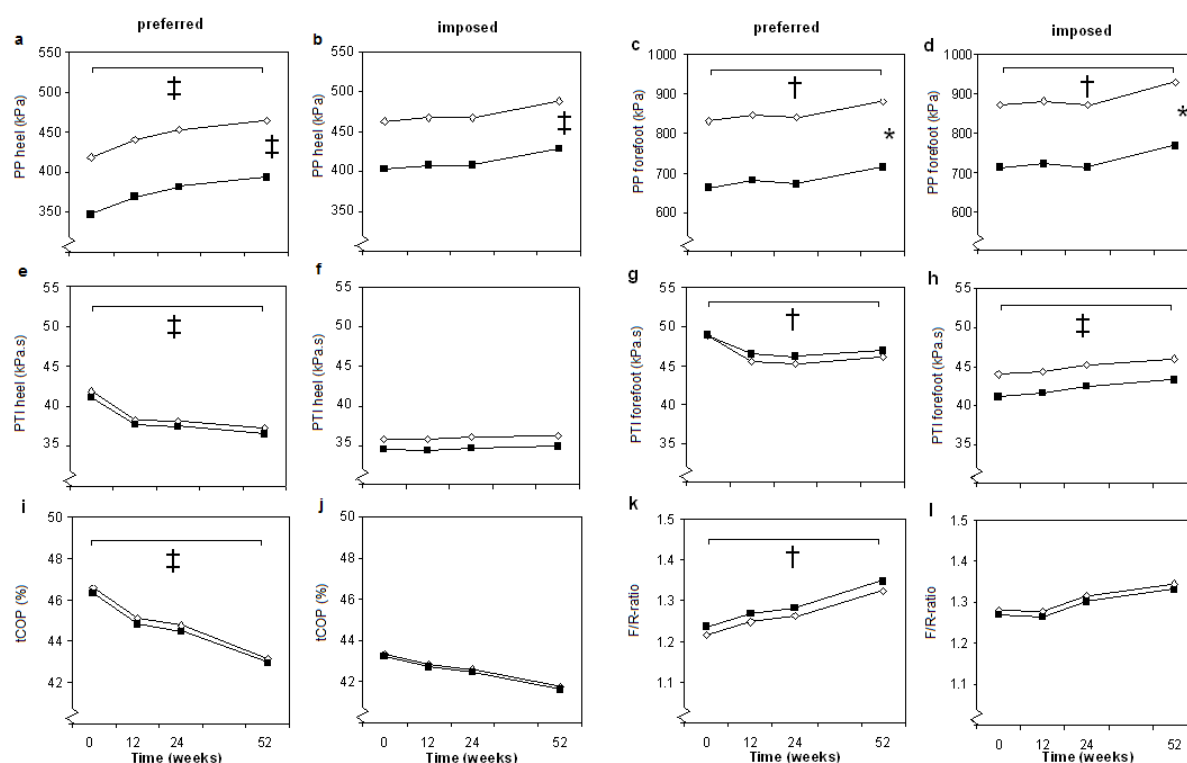 preferred imposed preferred imposed
a b c d
550 550 1000 1000
500 500 900 900
450 450 800 800
400 400 700 700
350 350 600 600
PP heel (kPa) PP heel (kPa) PP forefoot (kPa) PP forefoot (kPa)
‡ † †
‡ ‡ * *
e f g h
55 55 55 55
50 50 50 50
45 45 45 45
40 40 40 40
35 35 35 35
PTI heel (kPa.s) PTI heel (kPa.s) PTI forefoot (kPa.s) PTI forefoot (kPa.s)
‡ † ‡
i j k l
50 50 1.5 1.5
48 48 1.4 1.4
46 46 1.3 1.3
44 44 1.2 1.2
42 42 1.1 1.1
tCOP (%) tCOP (%) F/R-ratio F/R-ratio
‡ †
0 12 24 52 0 12 24 52 0 12 24 52 0 12 24 52
Time (weeks) Time (weeks) Time (weeks) Time (weeks)